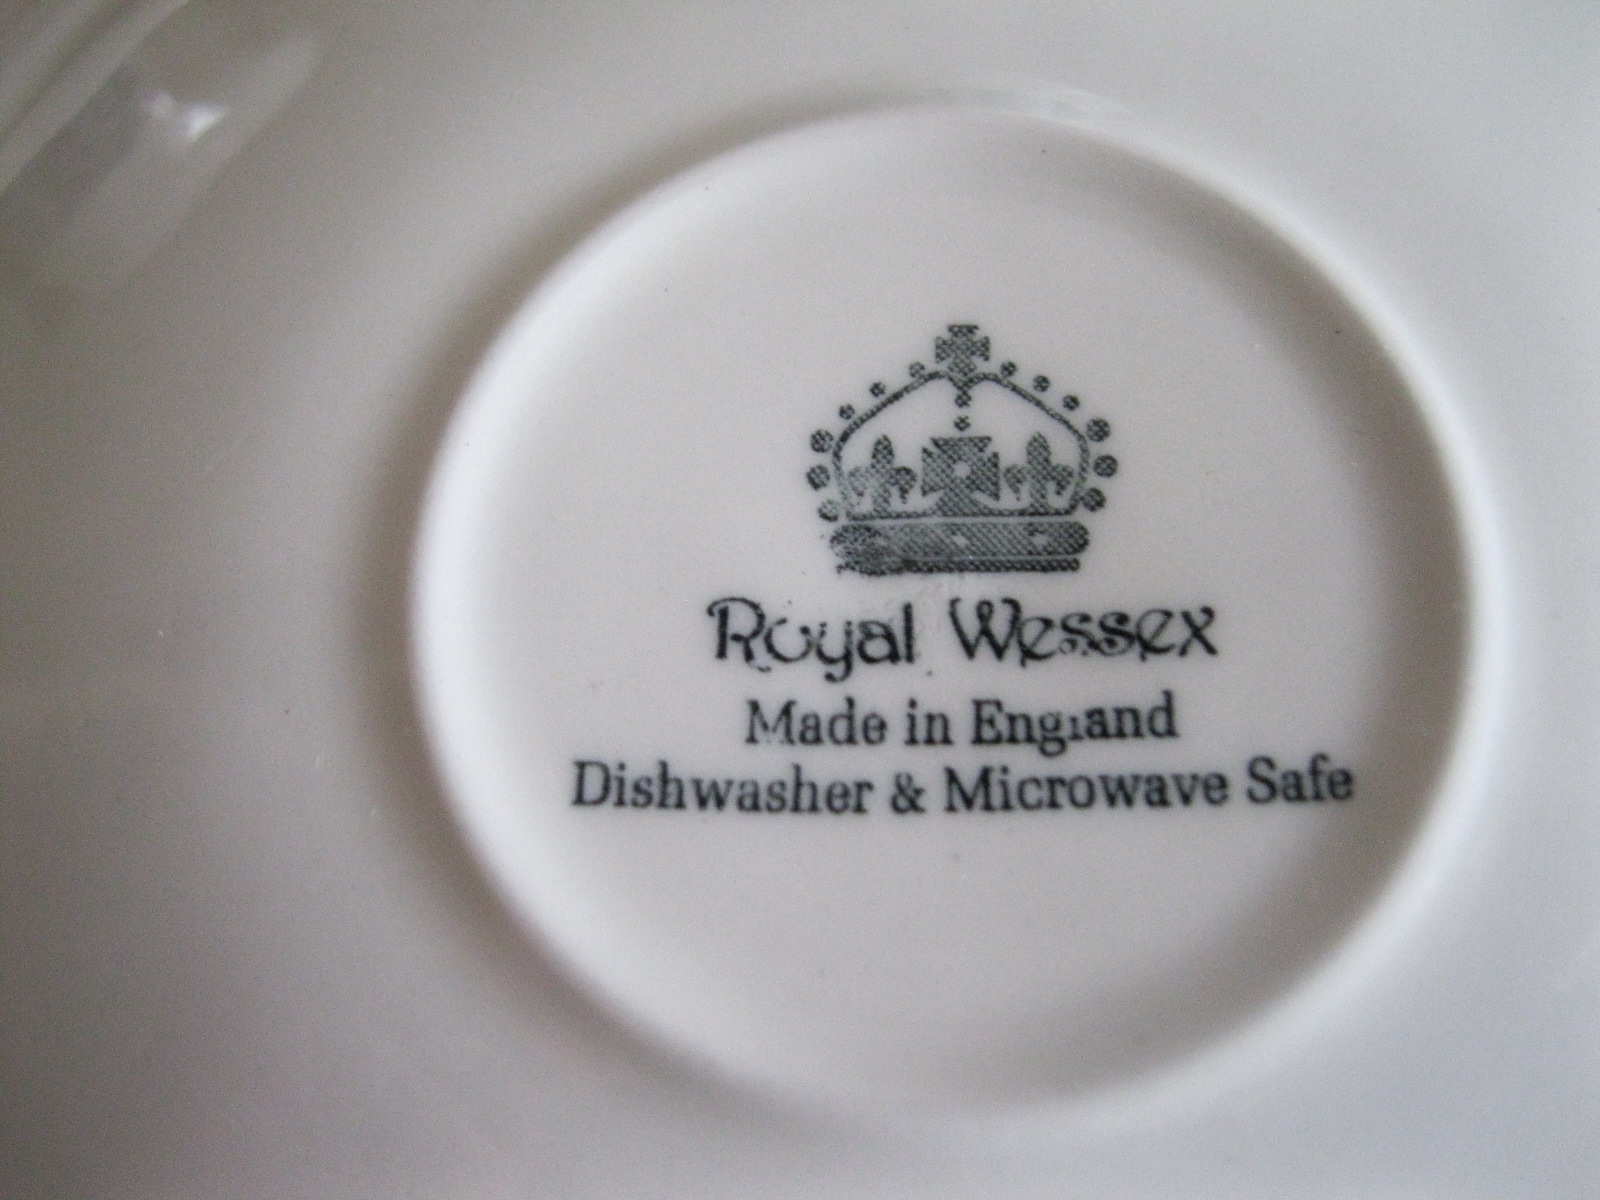 Royal Wessex
Made in England
Dishwasher & Microwave Safe